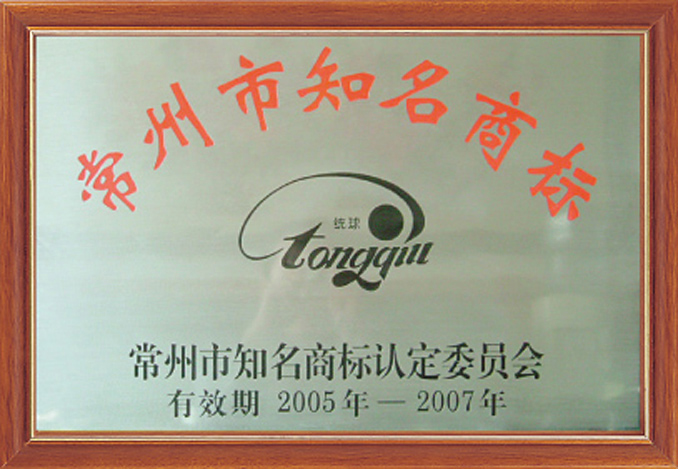 常州市知名商标
统球
tongqiu
常州市知名商标认定委员会
有效期 2005年—2007年